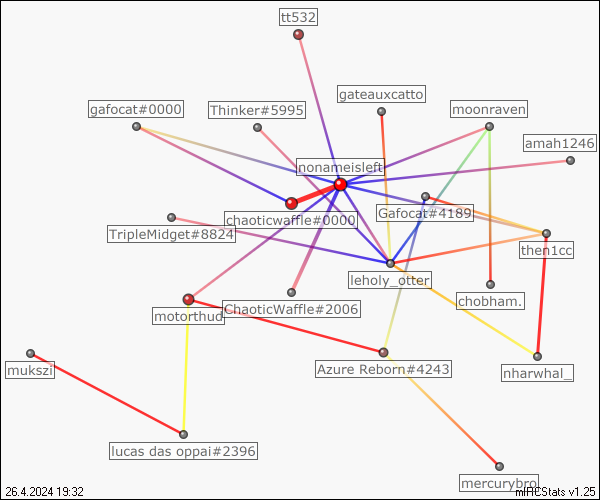 tt532
gateauxcatto
gafocat#0000
Thinker#5995
moonraven
amah1246
nonameisleft
chaoticwaffle#0000
Gafocat#4189
TripleMidget#8824
then1cc
leholy_otter
chobham.
motorthud
ChaoticWaffle#2006
mukszi
Azure Reborn#4243
nharwhal_
lucas das oppai#2396
mercurybro
26.4.2024 19:32
mIRCStats v1.25